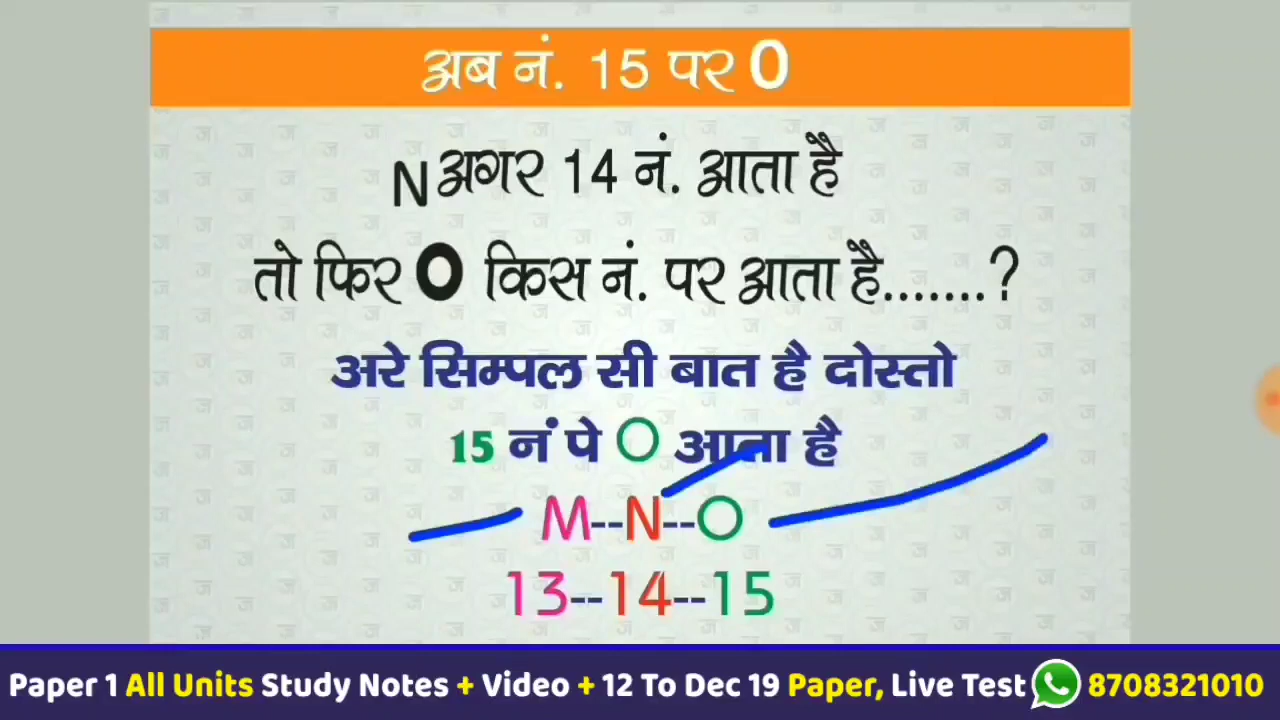 अब नं. 15 पर O
N अगर 14 नं. आता है
तो फिर O किस नं. पर आता है.......?
अरे सिम्पल सी बात है दोस्तो
15 नं पे O आता है
M--N--O
13--14--15
Paper 1 All Units Study Notes + Video + 12 To Dec 19 Paper, Live Test 8708321010